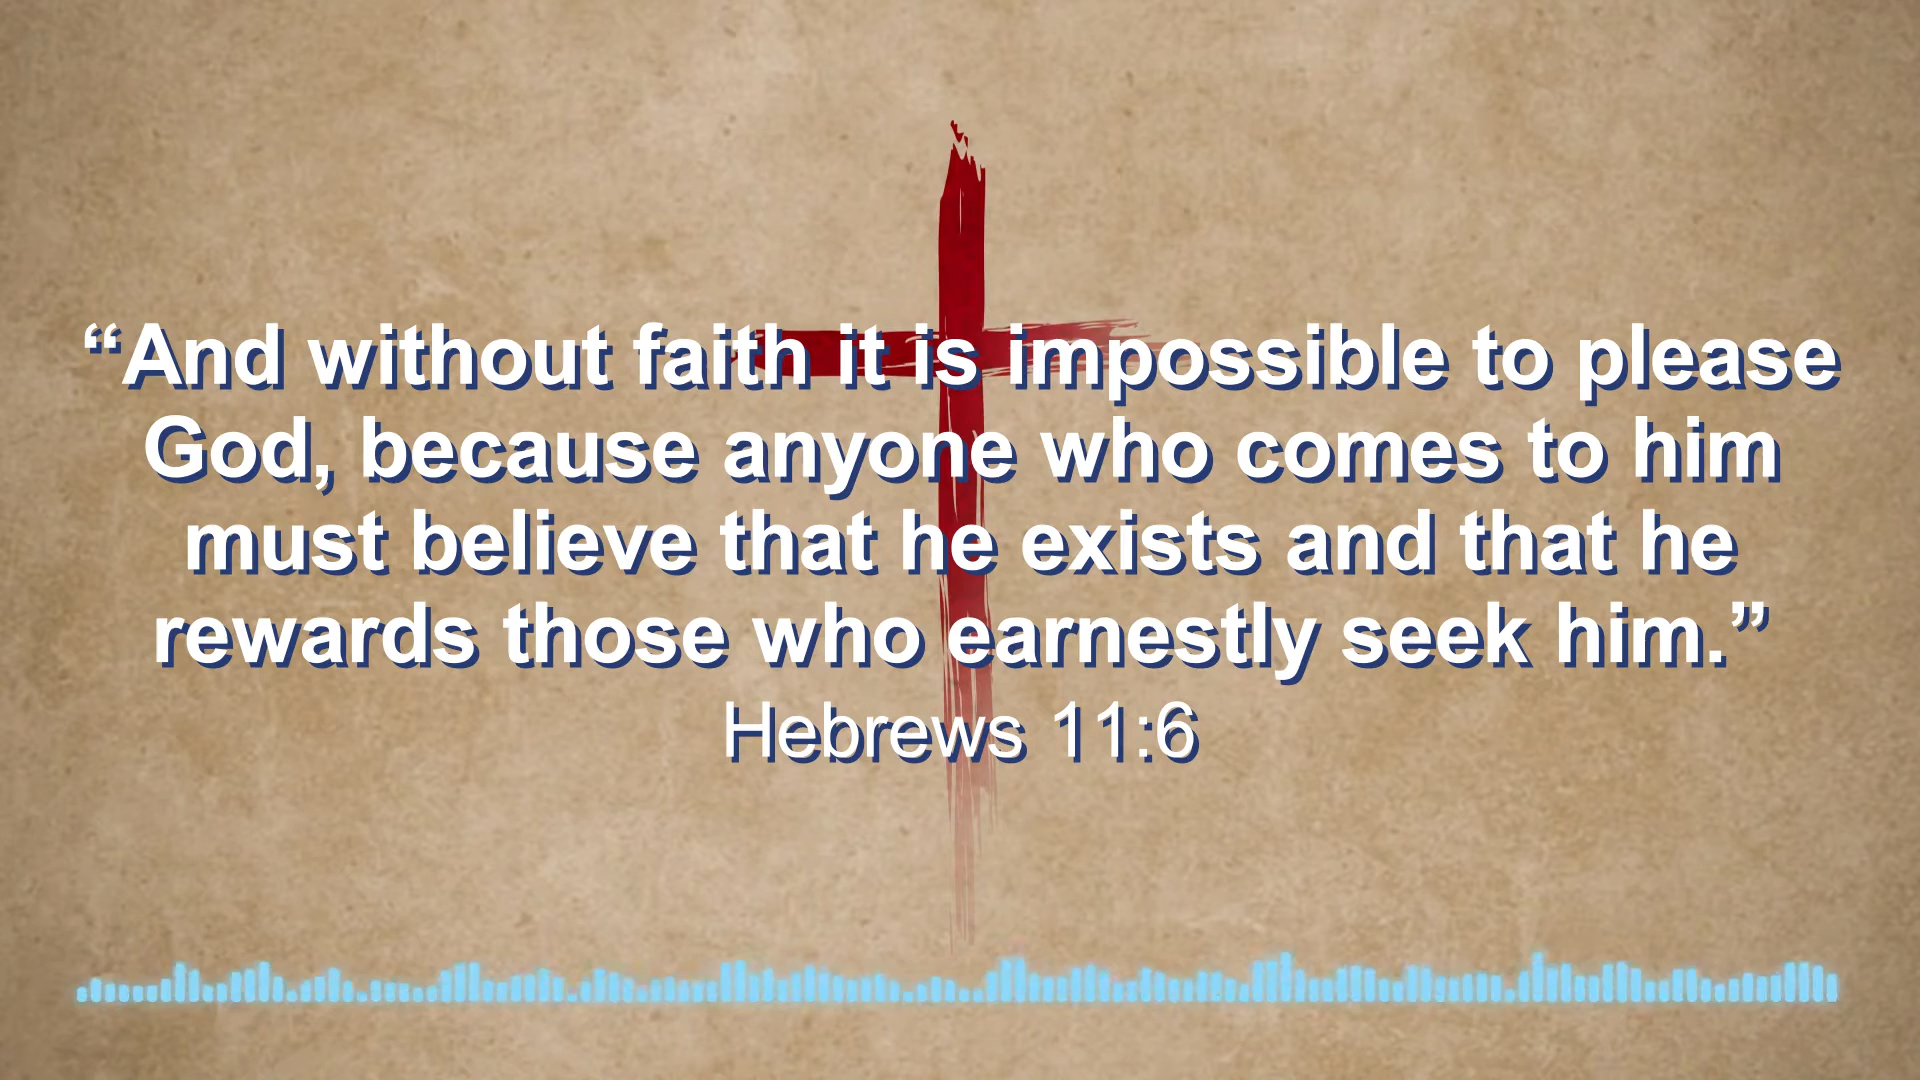 “And without faith it is impossible to please
God, because anyone who comes to him
must believe that he exists and that he
rewards those who earnestly seek him.”
Hebrews 11:6